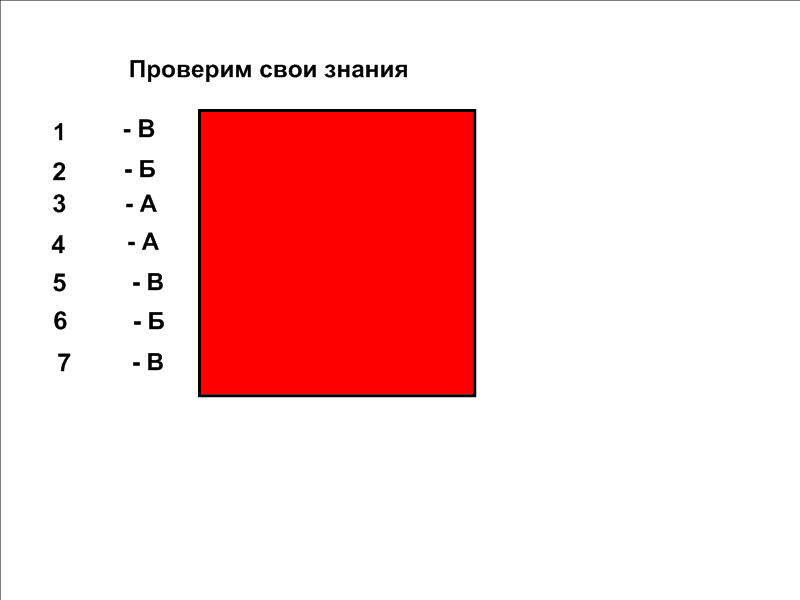 Проверим свои знания
1 - В
2 - Б
3 - А
4 - А
5 - В
6 - Б
7 - В